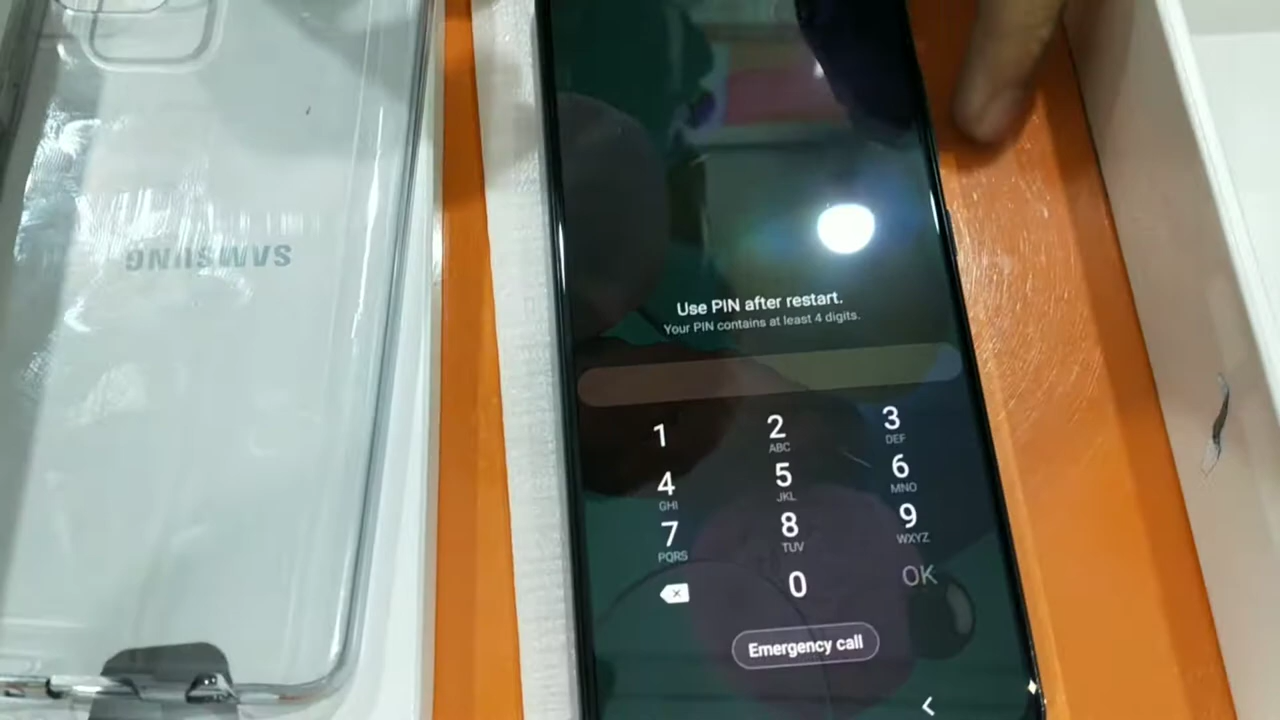 SAMSUNG
Use PIN after restart.
Your PIN contains at least 4 digits.
1 2 3
ABC DEF
4 5 6
GHI JKL MNO
7 8 9
PQRS TUV WXYZ
0 OK
Emergency call